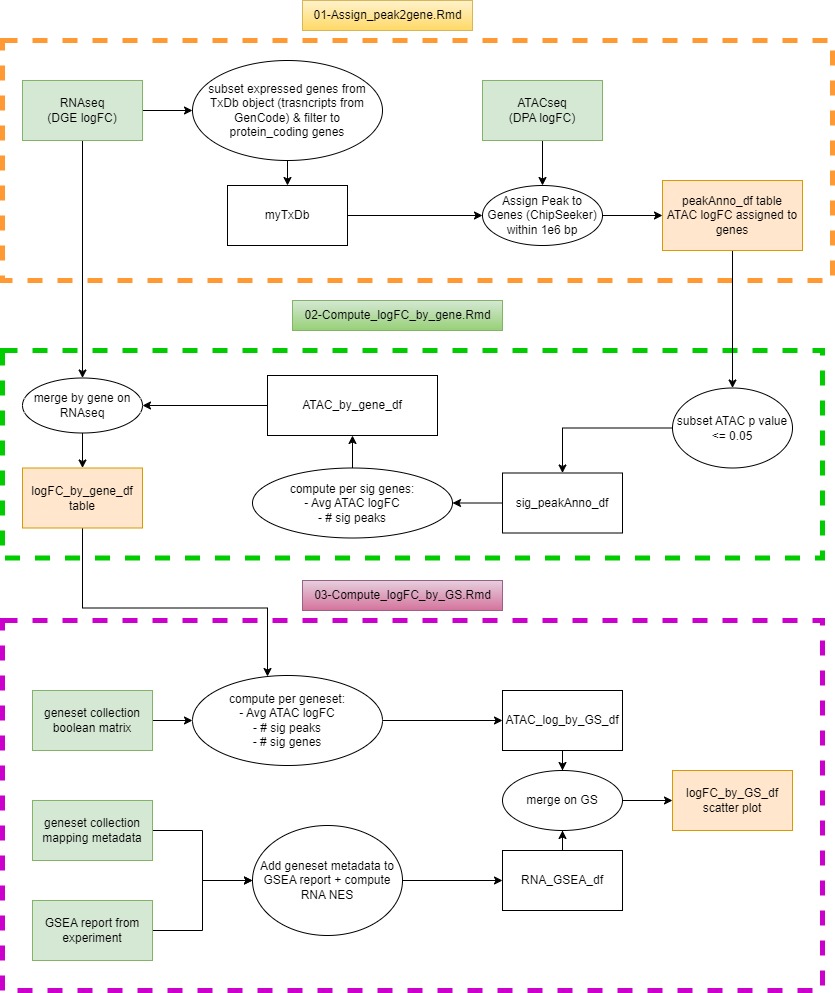 01-Assign_peak2gene.Rmd
RNAseq
(DGE logFC)
subset expressed genes from
TxDb object (trasncripts from
GenCode) & filter to
protein_coding genes
ATACseq
(DPA logFC)
myTxDb
Assign Peak to
Genes (ChipSeeker)
within 1e6 bp
peakAnno_df table
ATAC logFC assigned to
genes
02-Compute_logFC_by_gene.Rmd
merge by gene on
RNAseq
ATAC_by_gene_df
subset ATAC p value
<= 0.05
logFC_by_gene_df
table
compute per sig genes:
- Avg ATAC logFC
- # sig peaks
sig_peakAnno_df
03-Compute_logFC_by_GS.Rmd
geneset collection
boolean matrix
compute per geneset:
- Avg ATAC logFC
- # sig peaks
- # sig genes
ATAC_log_by_GS_df
merge on GS
logFC_by_GS_df
scatter plot
geneset collection
mapping metadata
Add geneset metadata to
GSEA report + compute
RNA NES
RNA_GSEA_df
GSEA report from
experiment